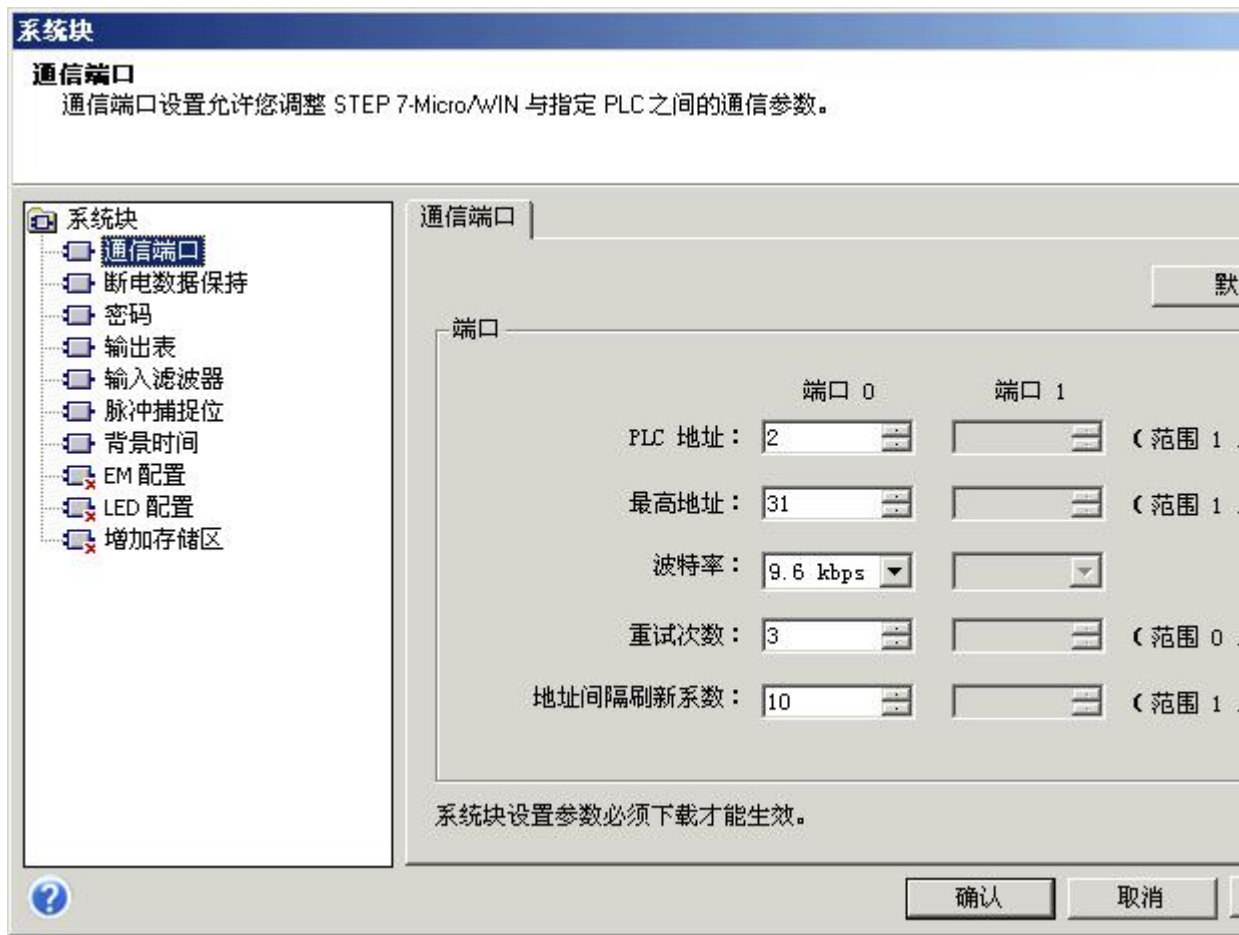 系统块
通信端口
通信端口设置允许您调整 STEP 7-Micro/WIN 与指定 PLC 之间的通信参数。
系统块
通信端口
断电数据保持
密码
输出表
输入滤波器
脉冲捕捉位
背景时间
EM 配置
LED 配置
增加存储区
通信端口
默
端口
端口 0 端口 1
PLC 地址： 2 (范围 1 .
最高地址： 31 (范围 1 .
波特率： 9.6 kbps
重试次数： 3 (范围 0 .
地址间隔刷新系数： 10 (范围 1 .
系统块设置参数必须下载才能生效。
确认 取消